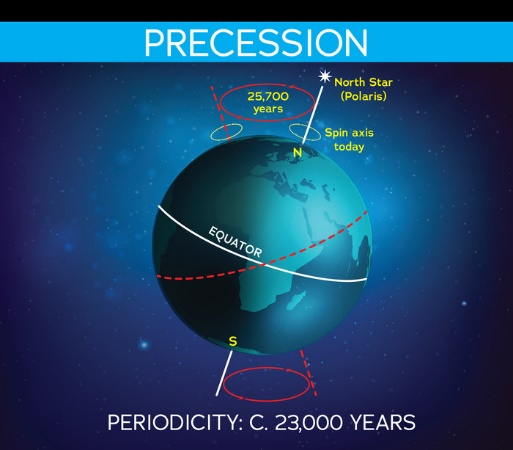 PRECESSION
25,700
years
North Star
(Polaris)
Spin axis
today
N
EQUATOR
S
PERIODICITY: C. 23,000 YEARS